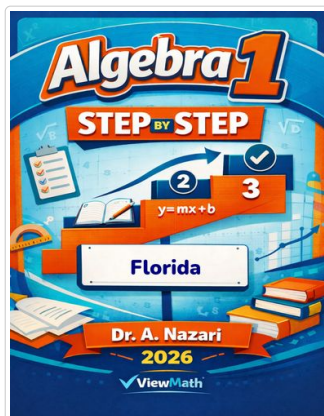 Algebra 1
STEP BY STEP
2
3
y=mx+b
Florida
Dr. A. Nazari
2026
ViewMath